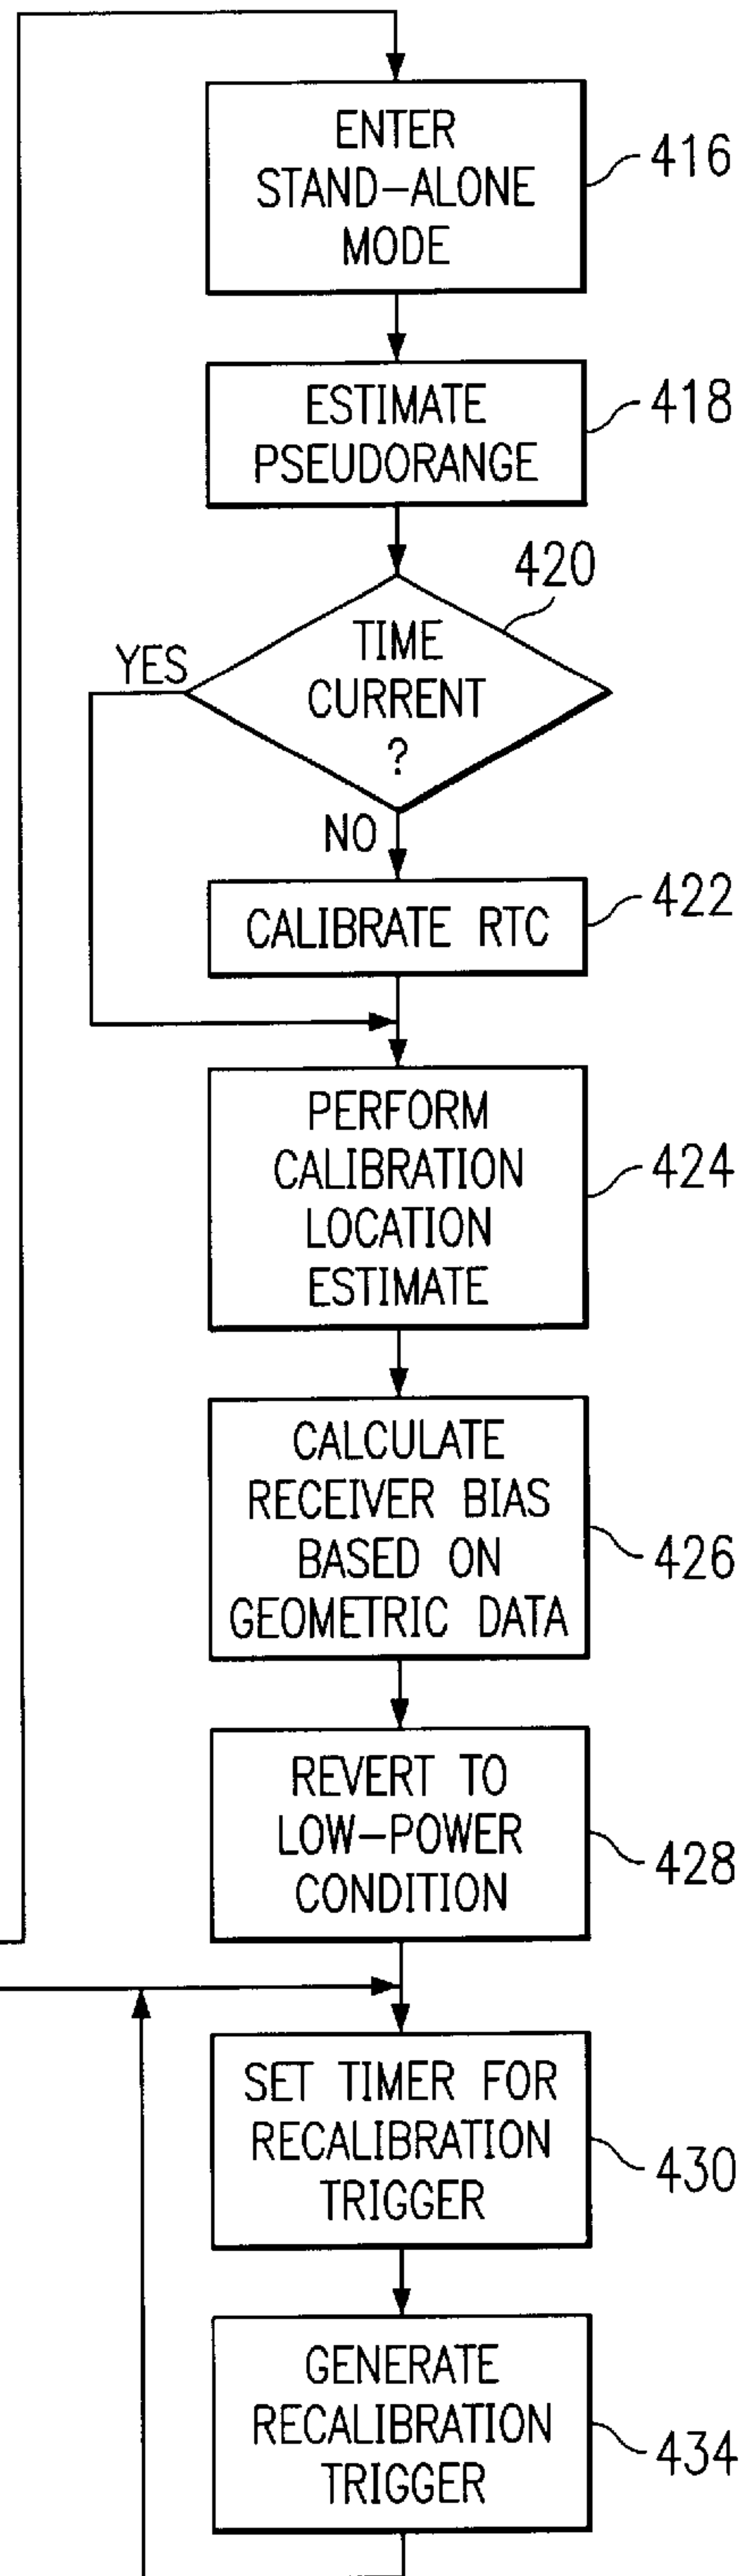 ENTER
STAND-ALONE
MODE
416
ESTIMATE
PSEUDORANGE
418
420
TIME
CURRENT
?
YES
NO
CALIBRATE RTC
422
PERFORM
CALIBRATION
LOCATION
ESTIMATE
424
CALCULATE
RECEIVER BIAS
BASED ON
GEOMETRIC DATA
426
REVERT TO
LOW-POWER
CONDITION
428
SET TIMER FOR
RECALIBRATION
TRIGGER
430
GENERATE
RECALIBRATION
TRIGGER
434